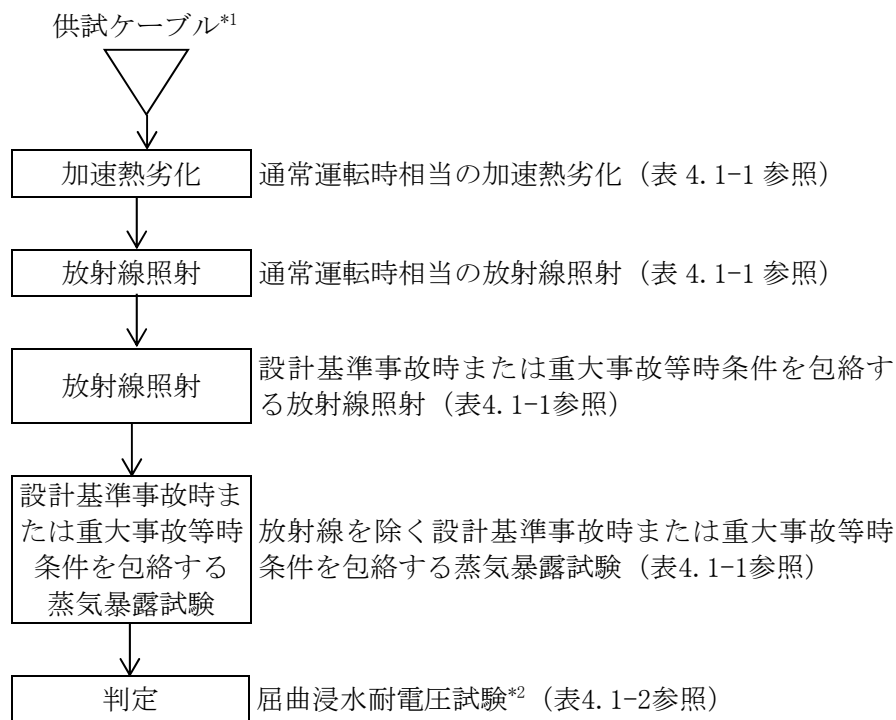 供試ケーブル*1
加速熱劣化
通常運転時相当の加速熱劣化（表 4.1-1 参照）
放射線照射
通常運転時相当の放射線照射（表 4.1-1 参照）
放射線照射
設計基準事故時または重大事故等時条件を包絡す
る放射線照射（表4.1-1参照）
設計基準事故時ま
たは重大事故等時
条件を包絡する
蒸気暴露試験
放射線を除く設計基準事故時または重大事故等時
条件を包絡する蒸気暴露試験（表4.1-1参照）
判定
屈曲浸水耐電圧試験*2（表4.1-2参照）